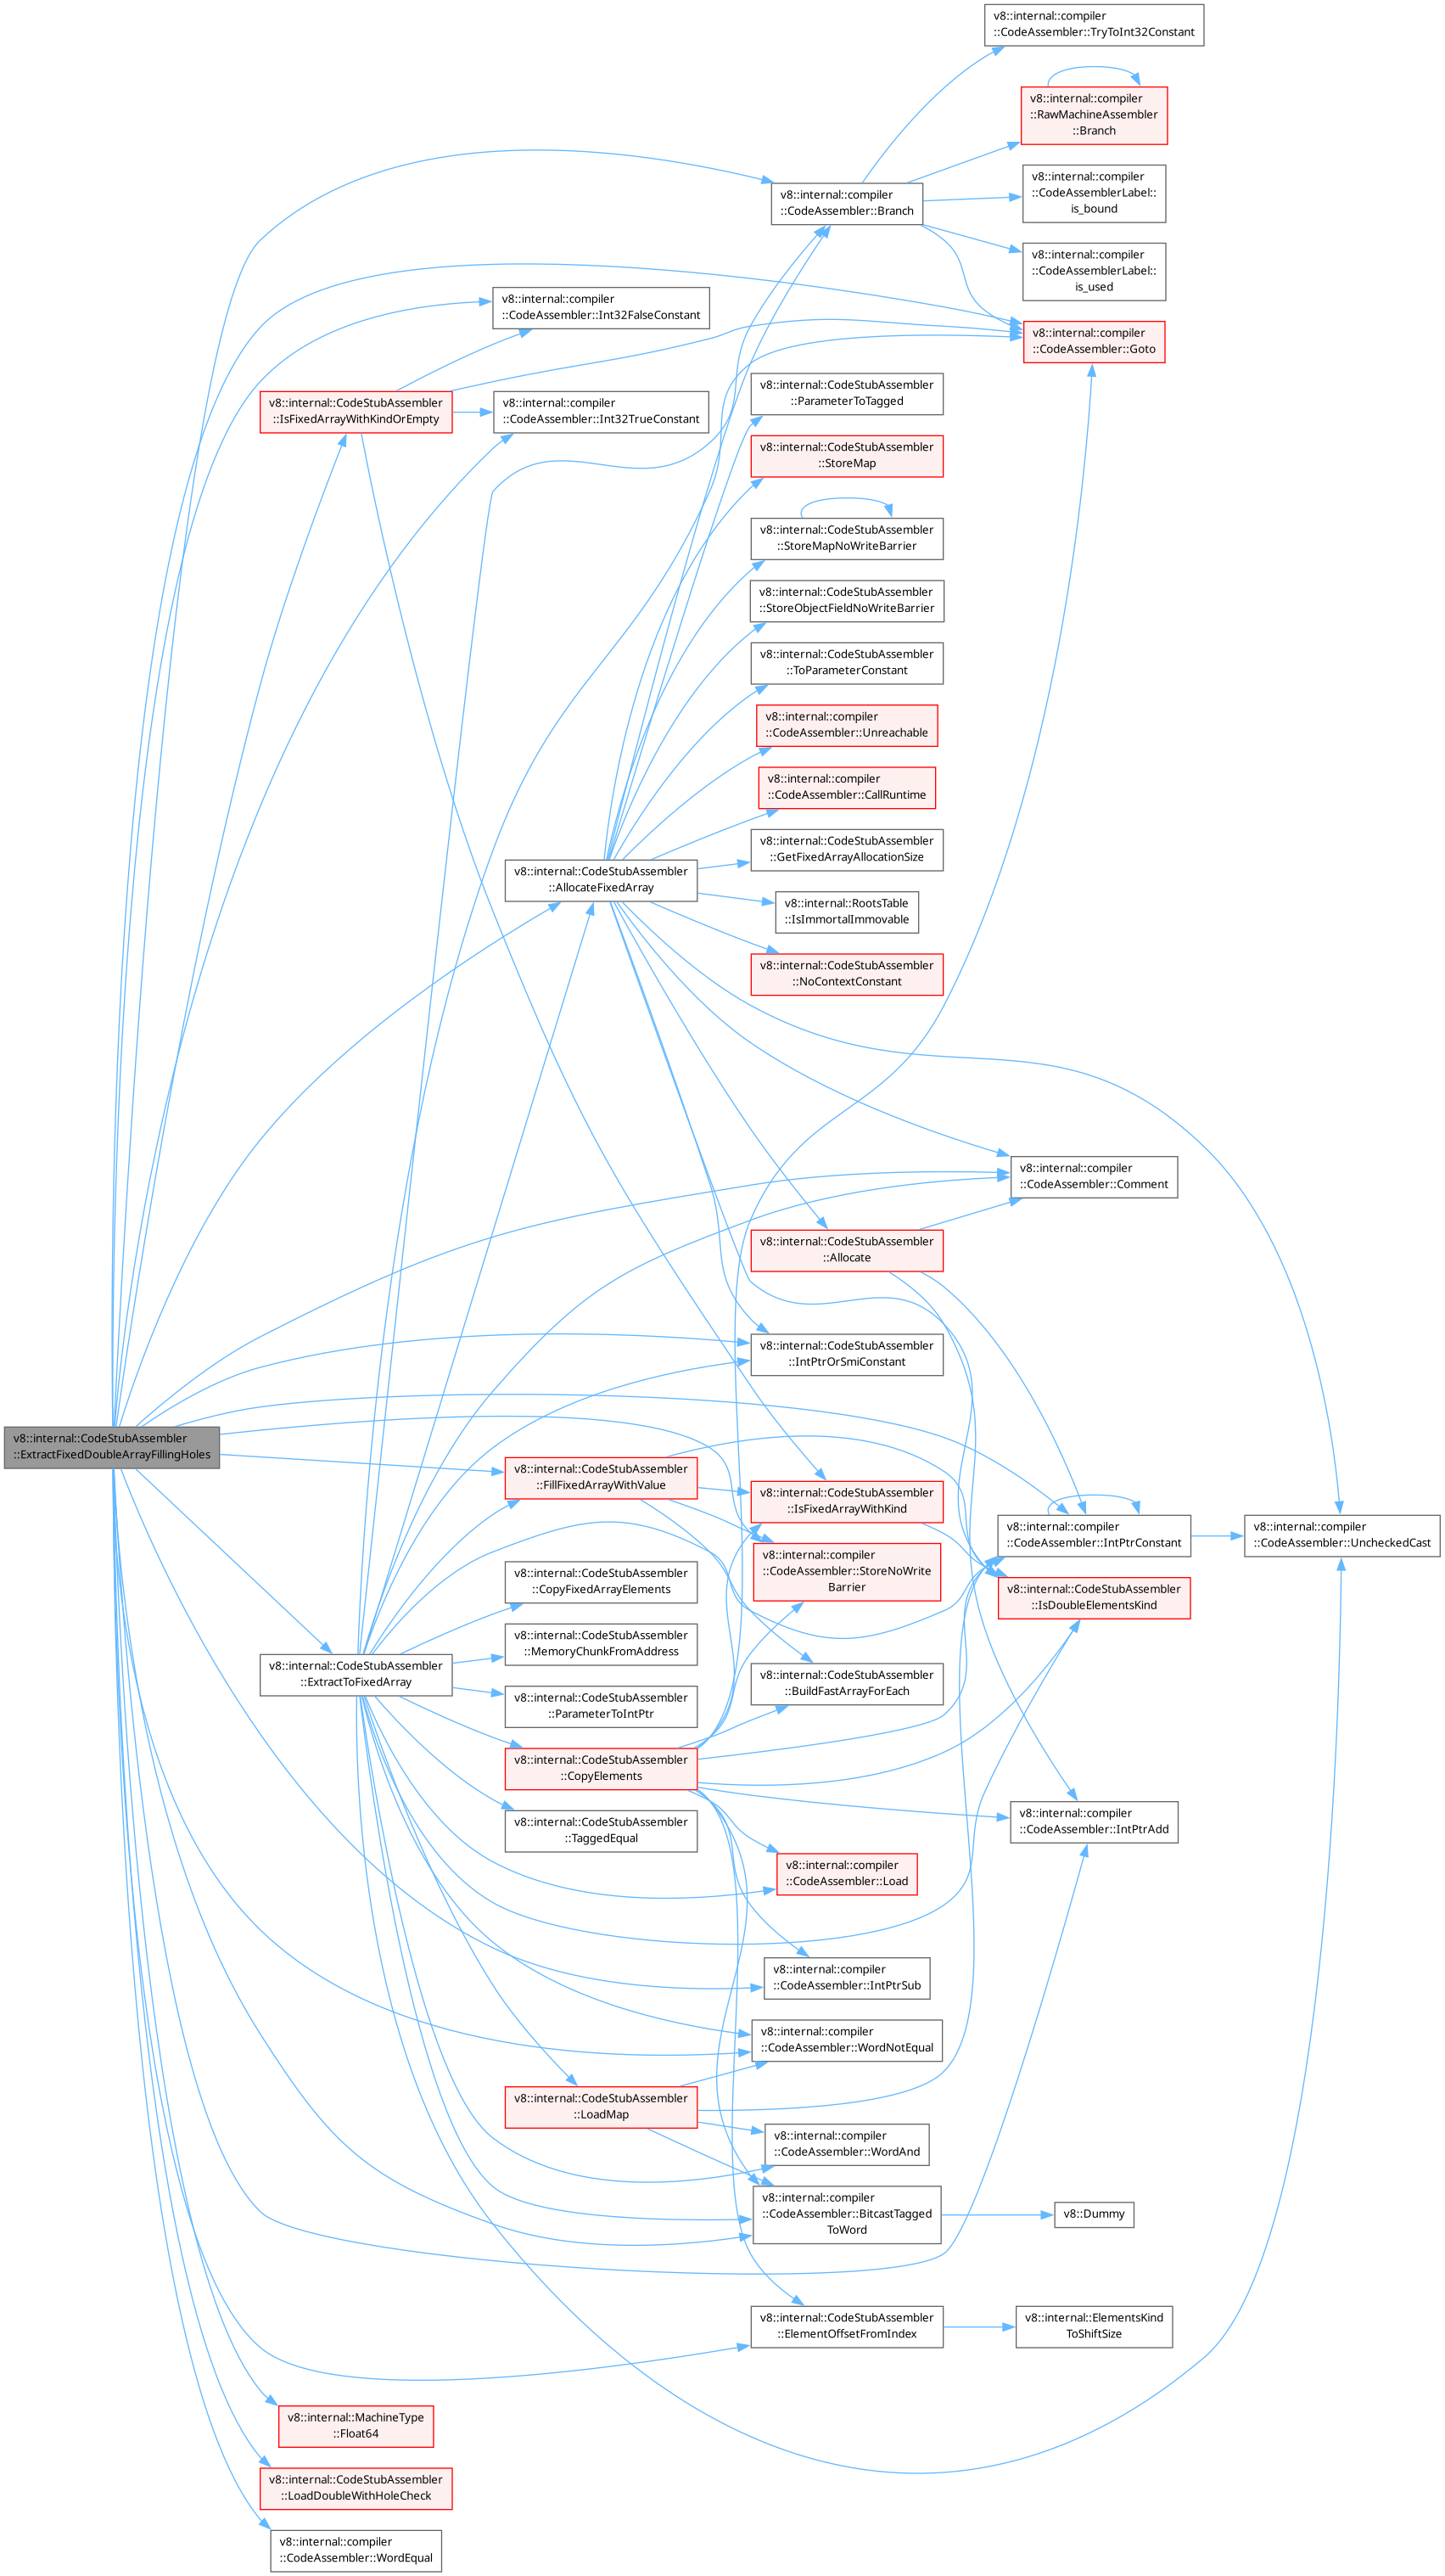 v8::internal::compiler
::CodeAssembler::TryToInt32Constant
v8::internal::compiler
::RawMachineAssembler
::Branch
v8::internal::compiler
::CodeAssemblerLabel::
is_bound
v8::internal::compiler
::CodeAssembler::Branch
v8::internal::compiler
::CodeAssemblerLabel::
is_used
v8::internal::compiler
::CodeAssembler::Int32FalseConstant
v8::internal::compiler
::CodeAssembler::Goto
v8::internal::CodeStubAssembler
::IsFixedArrayWithKindOrEmpty
v8::internal::compiler
::CodeAssembler::Int32TrueConstant
v8::internal::CodeStubAssembler
::ParameterToTagged
v8::internal::CodeStubAssembler
::StoreMap
v8::internal::CodeStubAssembler
::StoreMapNoWriteBarrier
v8::internal::CodeStubAssembler
::StoreObjectFieldNoWriteBarrier
v8::internal::CodeStubAssembler
::ToParameterConstant
v8::internal::compiler
::CodeAssembler::Unreachable
v8::internal::compiler
::CodeAssembler::CallRuntime
v8::internal::CodeStubAssembler
::GetFixedArrayAllocationSize
v8::internal::CodeStubAssembler
::AllocateFixedArray
v8::internal::RootsTable
::IsImmortalImmovable
v8::internal::CodeStubAssembler
::NoContextConstant
v8::internal::compiler
::CodeAssembler::Comment
v8::internal::CodeStubAssembler
::Allocate
v8::internal::CodeStubAssembler
::IntPtrOrSmiConstant
v8::internal::CodeStubAssembler
::ExtractFixedDoubleArrayFillingHoles
v8::internal::CodeStubAssembler
::FillFixedArrayWithValue
v8::internal::CodeStubAssembler
::IsFixedArrayWithKind
v8::internal::compiler
::CodeAssembler::IntPtrConstant
v8::internal::compiler
::CodeAssembler::UncheckedCast
v8::internal::compiler
::CodeAssembler::StoreNoWrite
Barrier
v8::internal::CodeStubAssembler
::CopyFixedArrayElements
v8::internal::CodeStubAssembler
::IsDoubleElementsKind
v8::internal::CodeStubAssembler
::MemoryChunkFromAddress
v8::internal::CodeStubAssembler
::ExtractToFixedArray
v8::internal::CodeStubAssembler
::BuildFastArrayForEach
v8::internal::CodeStubAssembler
::ParameterToIntPtr
v8::internal::CodeStubAssembler
::CopyElements
v8::internal::CodeStubAssembler
::TaggedEqual
v8::internal::compiler
::CodeAssembler::IntPtrAdd
v8::internal::compiler
::CodeAssembler::Load
v8::internal::compiler
::CodeAssembler::IntPtrSub
v8::internal::compiler
::CodeAssembler::WordNotEqual
v8::internal::CodeStubAssembler
::LoadMap
v8::internal::compiler
::CodeAssembler::WordAnd
v8::internal::compiler
::CodeAssembler::BitcastTagged
ToWord
v8::Dummy
v8::internal::CodeStubAssembler
::ElementOffsetFromIndex
v8::internal::ElementsKind
ToShiftSize
v8::internal::MachineType
::Float64
v8::internal::CodeStubAssembler
::LoadDoubleWithHoleCheck
v8::internal::compiler
::CodeAssembler::WordEqual